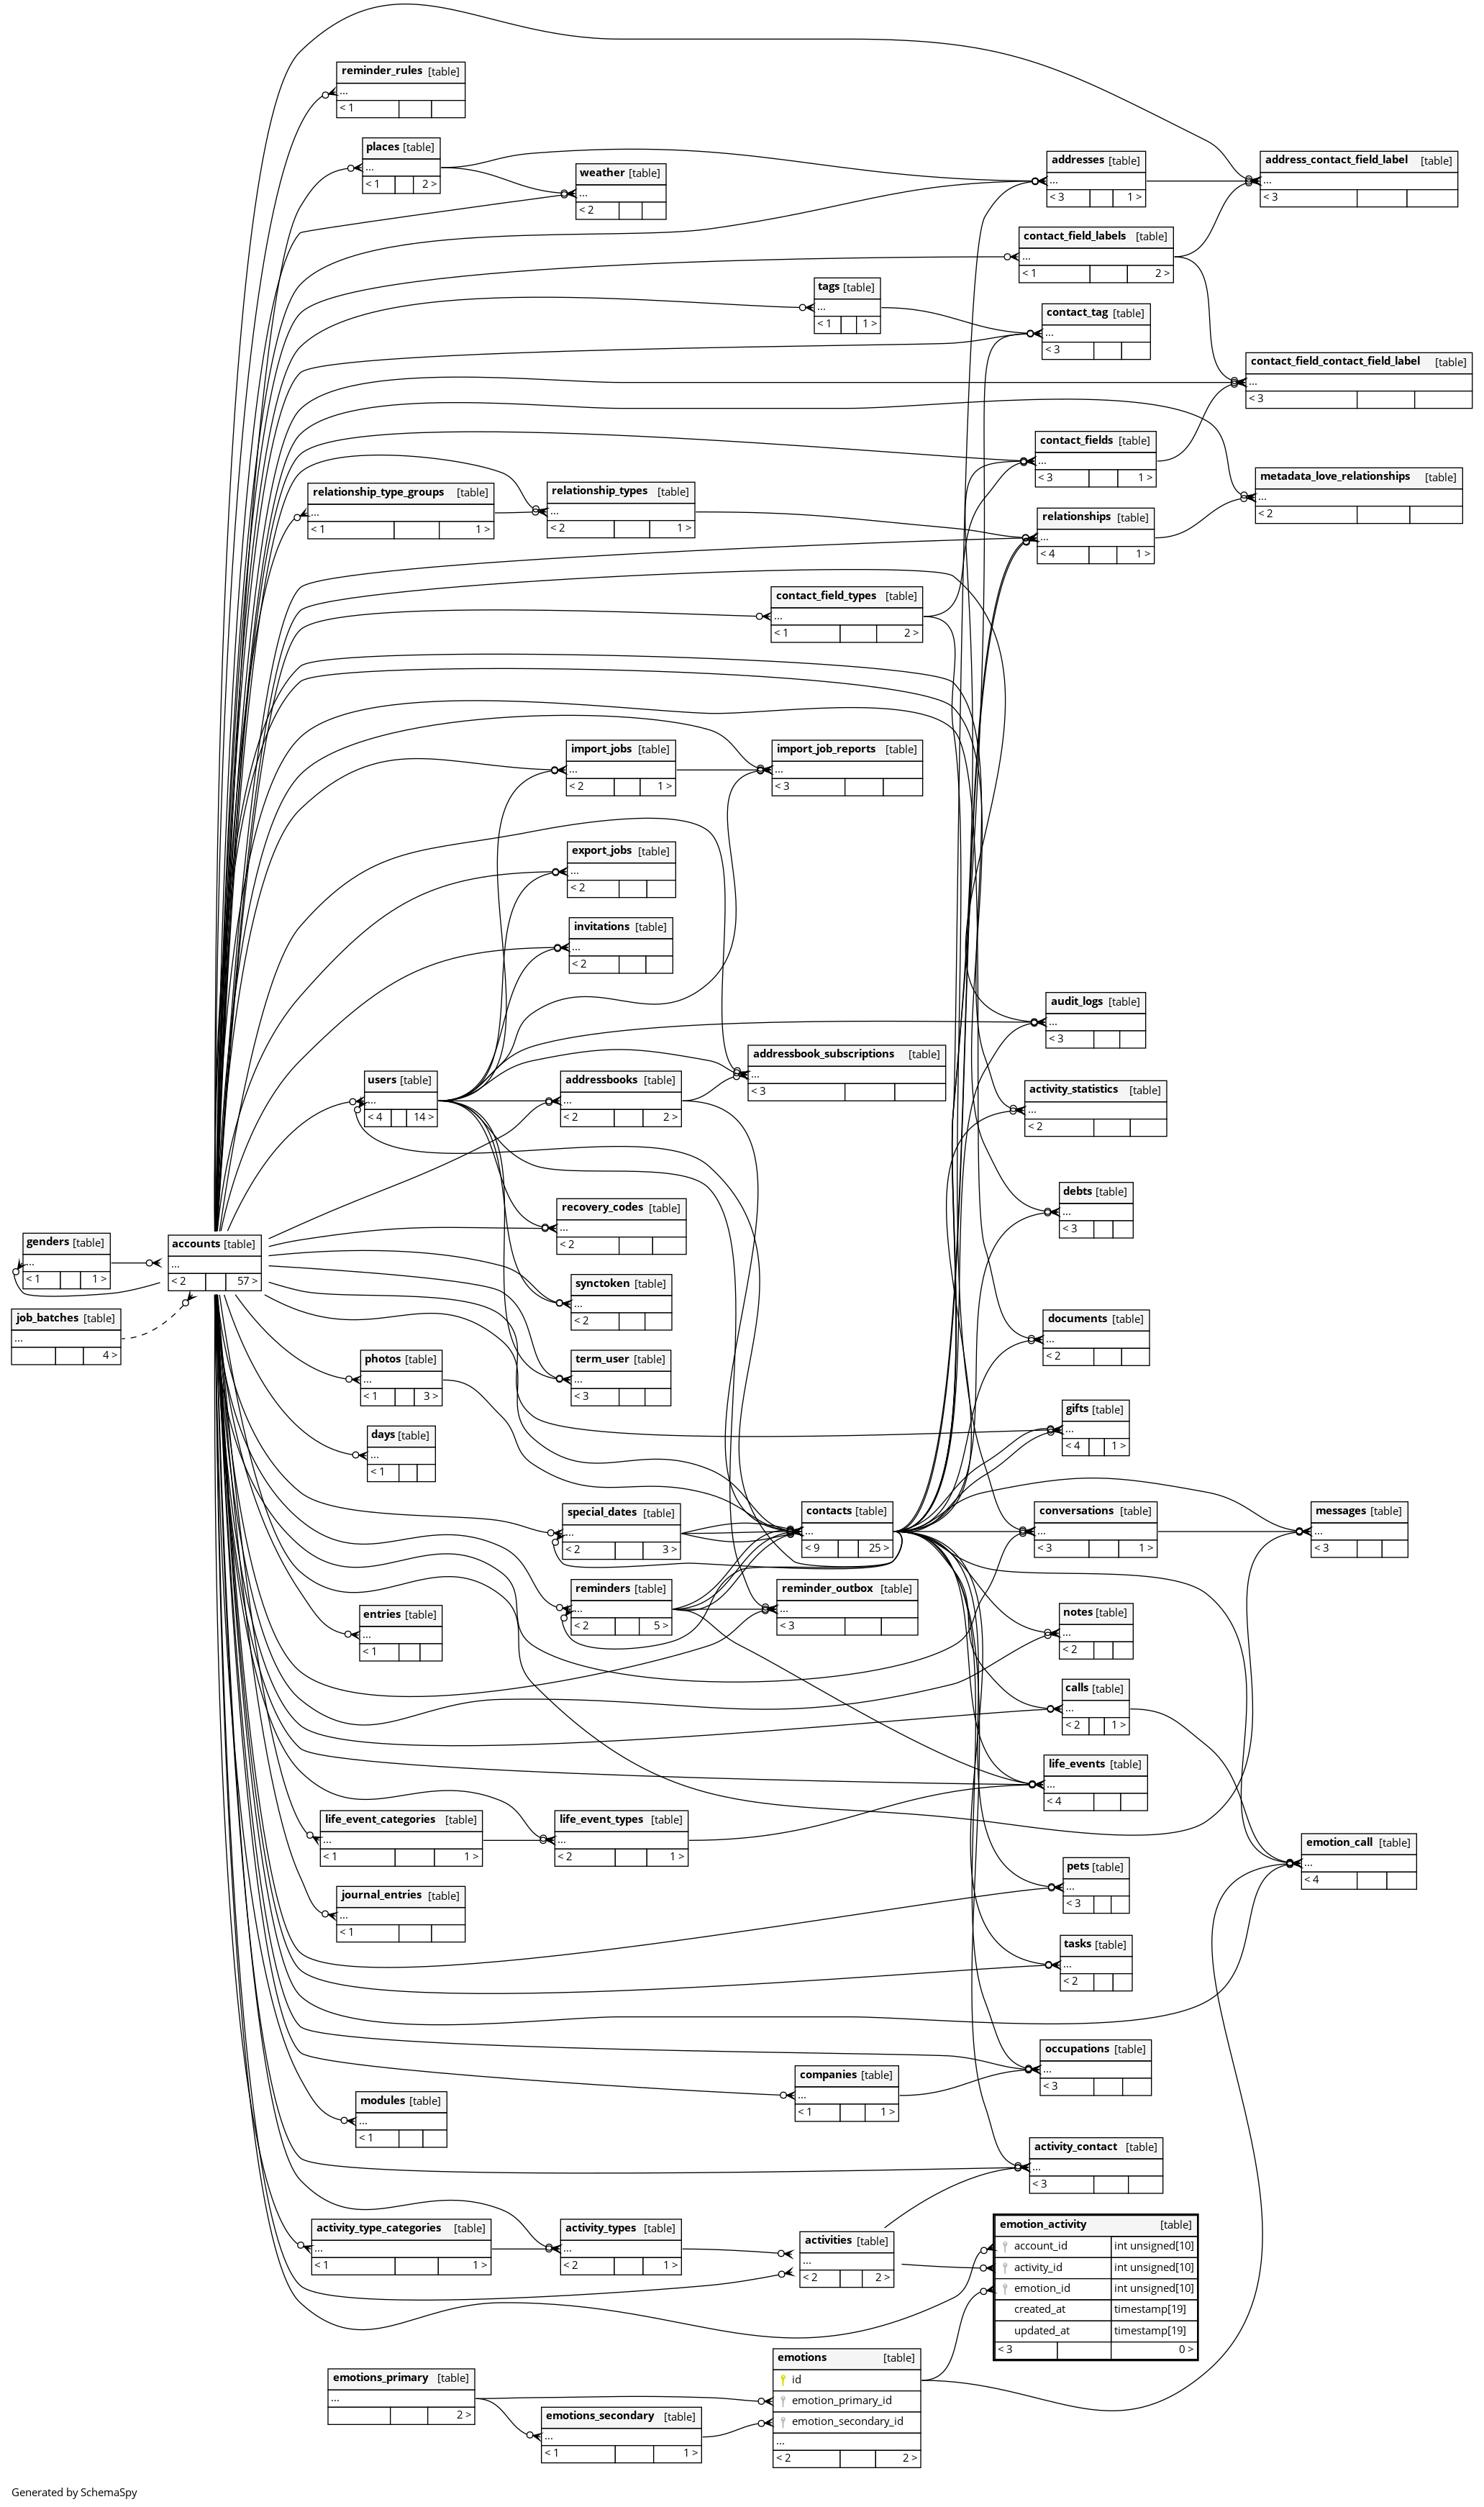 reminder_rules [table]
...
< 1
places [table]
...
< 1 2 >
weather [table]
...
< 2
addresses [table]
...
< 3 1 >
address_contact_field_label [table]
...
< 3
contact_field_labels [table]
...
< 1 2 >
tags [table]
...
< 1 1 >
contact_tag [table]
...
< 3
contact_field_contact_field_label [table]
...
< 3
contact_fields [table]
...
< 3 1 >
metadata_love_relationships [table]
...
< 2
relationship_type_groups [table]
...
< 1 1 >
relationship_types [table]
...
< 2 1 >
relationships [table]
...
< 4 1 >
contact_field_types [table]
...
< 1 2 >
import_jobs [table]
...
< 2 1 >
import_job_reports [table]
...
< 3
export_jobs [table]
...
< 2
invitations [table]
...
< 2
audit_logs [table]
...
< 3
addressbook_subscriptions [table]
...
< 3
users [table]
...
< 4 14 >
addressbooks [table]
...
< 2 2 >
activity_statistics [table]
...
< 2
debts [table]
...
< 3
recovery_codes [table]
...
< 2
genders [table]
...
< 1 1 >
accounts [table]
...
< 2 57 >
synctoken [table]
...
< 2
job_batches [table]
...
4 >
documents [table]
...
< 2
photos [table]
...
< 1 3 >
term_user [table]
...
< 3
gifts [table]
...
< 4 1 >
days [table]
...
< 1
special_dates [table]
...
< 2 3 >
contacts [table]
...
< 9 25 >
conversations [table]
...
< 3 1 >
messages [table]
...
< 3
reminders [table]
...
< 2 5 >
reminder_outbox [table]
...
< 3
entries [table]
...
< 1
notes [table]
...
< 2
calls [table]
...
< 2 1 >
life_events [table]
...
< 4
life_event_categories [table]
...
< 1 1 >
life_event_types [table]
...
< 2 1 >
emotion_call [table]
...
< 4
pets [table]
...
< 3
journal_entries [table]
...
< 1
tasks [table]
...
< 2
occupations [table]
...
< 3
companies [table]
...
< 1 1 >
modules [table]
...
< 1
activity_contact [table]
...
< 3
activity_type_categories [table]
...
< 1 1 >
activity_types [table]
...
< 2 1 >
activities [table]
...
< 2 2 >
emotion_activity [table]
account_id int unsigned[10]
activity_id int unsigned[10]
emotion_id int unsigned[10]
created_at timestamp[19]
updated_at timestamp[19]
< 3 0 >
emotions [table]
id
emotion_primary_id
emotion_secondary_id
...
< 2 2 >
emotions_primary [table]
...
2 >
emotions_secondary [table]
...
< 1 1 >
Generated by SchemaSpy